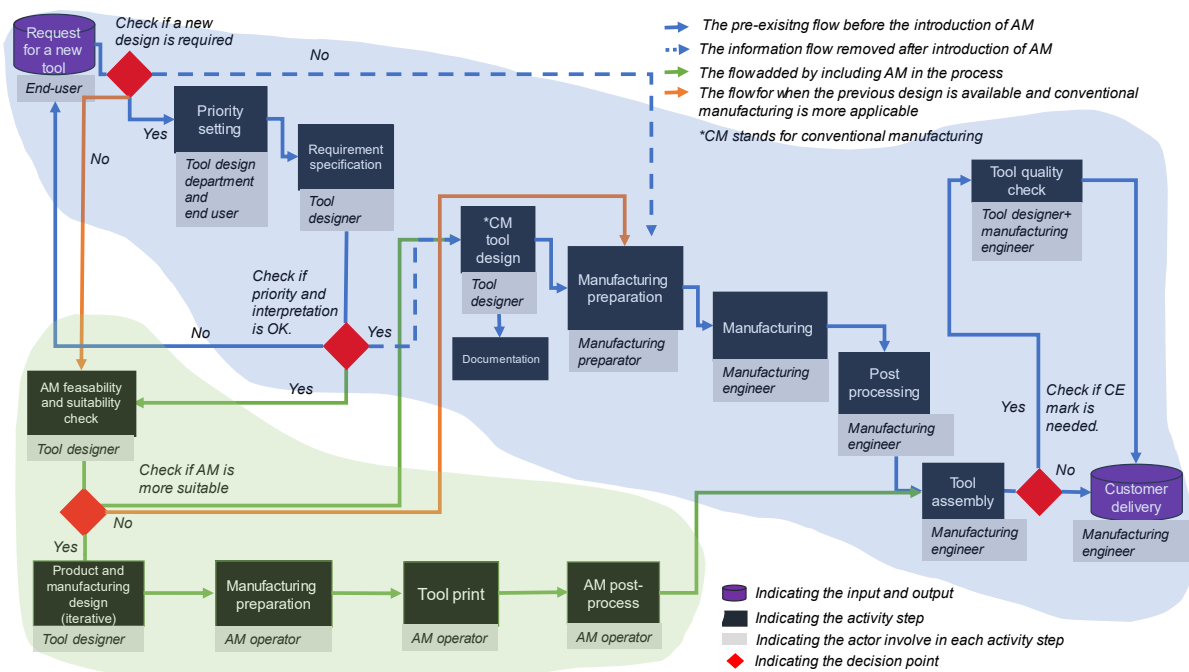 Request
for a new
tool
End-user
Check if a new
design is required
No
Yes
No
Priority
setting
Tool design
department
and
end user
Requirement
specification
Tool
designer
Check if
priority and
interpretation
is OK.
No
Yes
Yes
*CM
tool
design
Tool
designer
Documentation
Manufacturing
preparation
Manufacturing
preparator
Manufacturing
Manufacturing
engineer
Post
processing
Manufacturing
engineer
Tool
assembly
Manufacturing
engineer
Tool quality
check
Tool designer+
manufacturing
engineer
Yes
Check if CE
mark is
needed.
No
Customer
delivery
Manufacturing
engineer
AM feasability
and suitability
check
Tool designer
Check if AM is
more suitable
No
Yes
Product and
manufacturing
design
(iterative)
Tool designer
Manufacturing
preparation
AM operator
Tool print
AM operator
AM post-
process
AM operator
The pre-exisitng flow before the introduction of AM
The information flow removed after introduction of AM
The flowadded by including AM in the process
The flowfor when the previous design is available and conventional
manufacturing is more applicable
*CM stands for conventional manufacturing
Indicating the input and output
Indicating the activity step
Indicating the actor involve in each activity step
Indicating the decision point